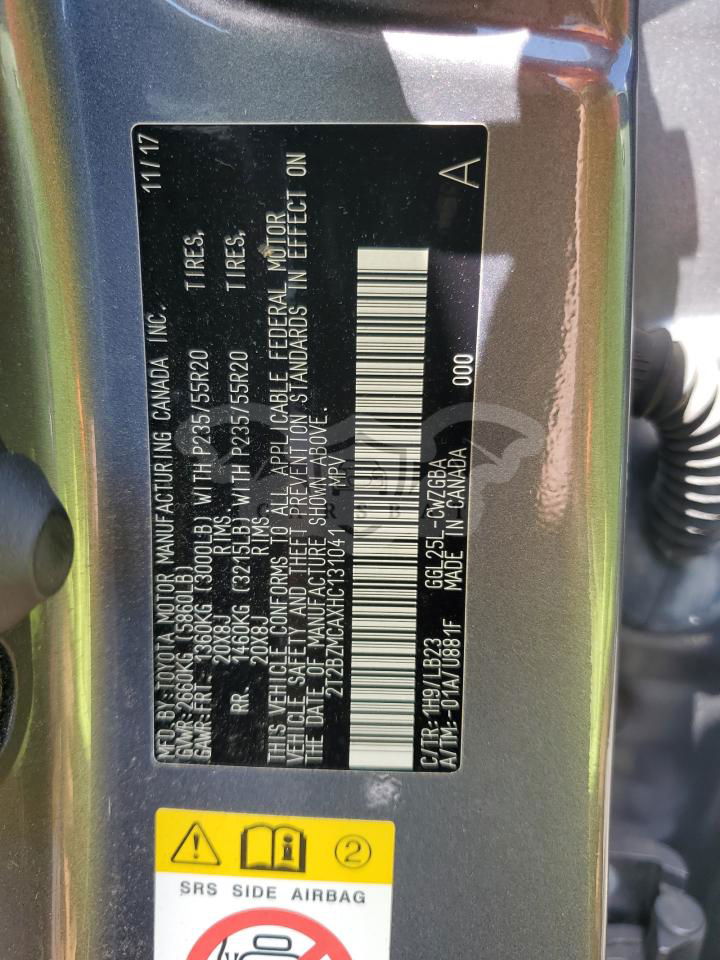 MFD.BY:TOYOTA MOTOR MANUFACTURING CANADA INC. 11/17
GVWR:2660KG (5860LB)
GAWR:FRT. 1360KG (3000LB) WITH P235/55R20 TIRES,
20X8J RIMS
RR. 1460KG (3215LB) WITH P235/55R20 TIRES,
20X8J RIMS
THIS VEHICLE CONFORMS TO ALL APPLICABLE FEDERAL MOTOR
VEHICLE SAFETY AND THEFT PREVENTION STANDARDS IN EFFECT ON
THE DATE OF MANUFACTURE SHOWN ABOVE.
2T2BZMCAXHC131041 MPV
C/TR:1H9/LB23 GGL25L-CWZGBA 000
A/TM:-01A/U881F MADE IN CANADA A
2
SRS SIDE AIRBAG